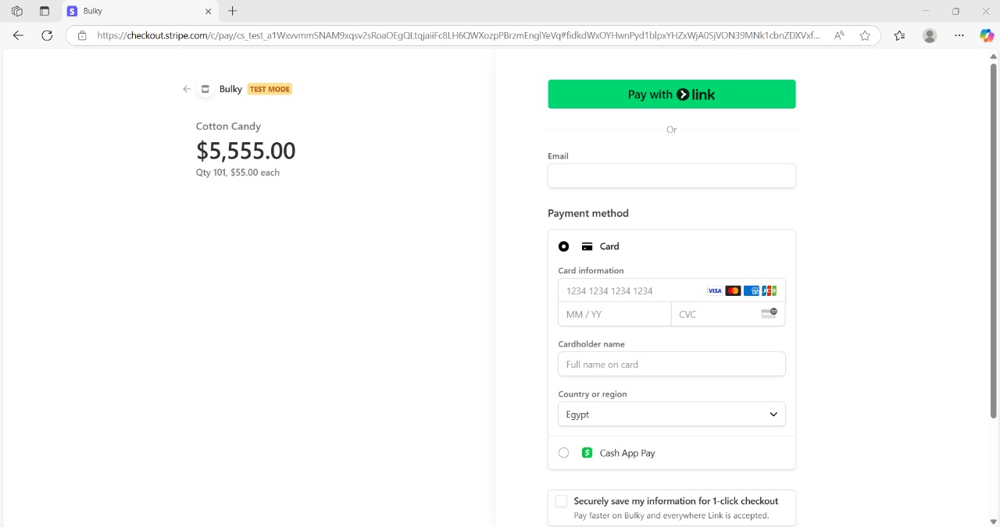 Bulky
https://checkout.stripe.com/c/pay/cs_test_a1WxvvmmSNAM9xqsv2sRoaOEgQLtqjaiiFc8LH6QWXozpPBrzmEnglYeVq#fidkdWxOYHwnPyd1blpxYHZxWjA0SjVON39MNk1cbnZDXVxf...
Bulky TEST MODE
Cotton Candy
$5,555.00
Qty 101, $55.00 each
Pay with link
Or
Email
Payment method
Card
Card information
1234 1234 1234 1234 VISA
MM / YY
CVC
Cardholder name
Full name on card
Country or region
Egypt
Cash App Pay
Securely save my information for 1-click checkout
Pay faster on Bulky and everywhere Link is accepted.